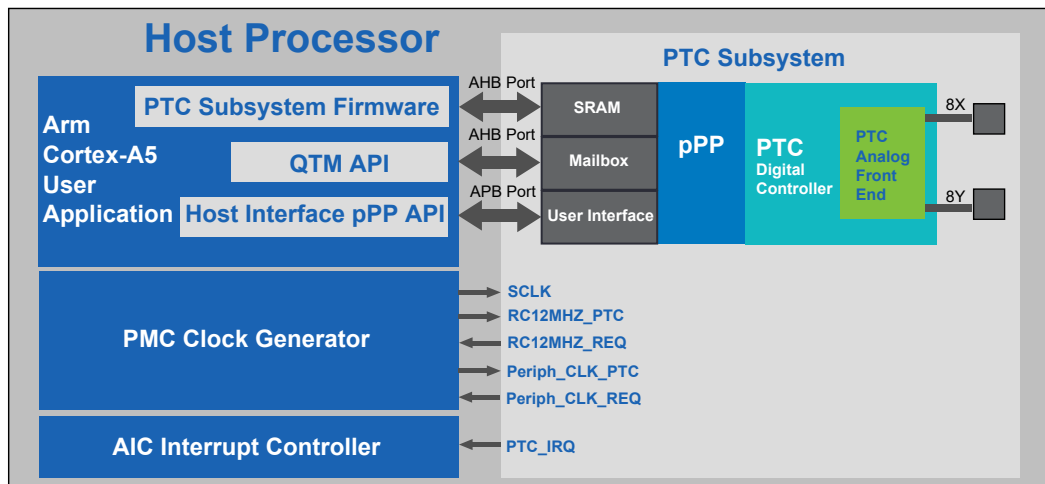 Host Processor
PTC Subsystem
Arm
Cortex-A5
User
Application
PTC Subsystem Firmware
QTM API
Host Interface pPP API
AHB Port
AHB Port
APB Port
SRAM
Mailbox
User Interface
pPP
PTC
Digital
Controller
PTC
Analog
Front
End
8X
8Y
PMC Clock Generator
SCLK
RC12MHZ_PTC
RC12MHZ_REQ
Periph_CLK_PTC
Periph_CLK_REQ
AIC Interrupt Controller
PTC_IRQ